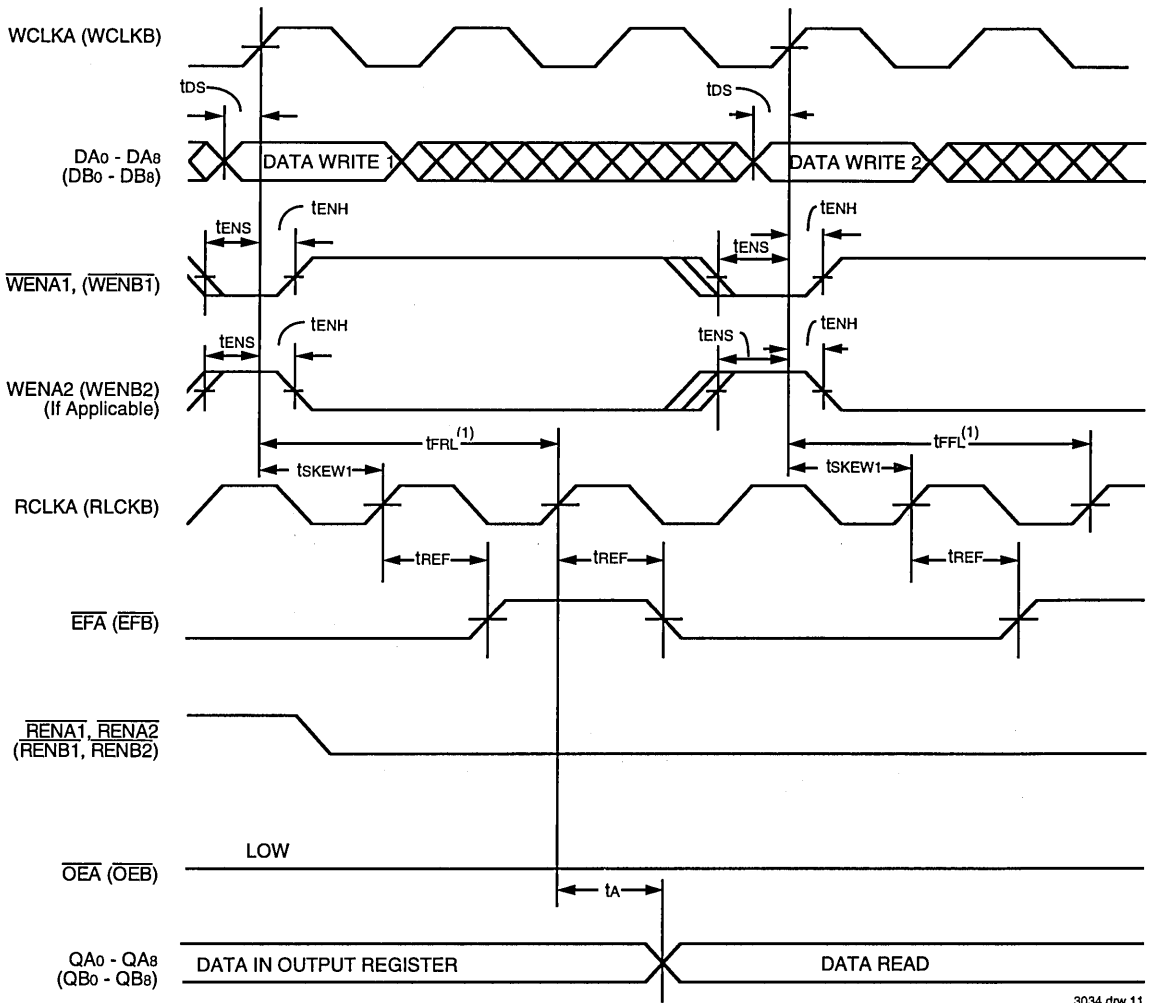 WCLKA (WCLKB)
tDS
tDS
DA0 - DA8
(DB0 - DB8)
DATA WRITE 1
DATA WRITE 2
tENS
tENH
tENS
tENH
WENA1, (WENB1)
tENS
tENH
tENS
tENH
WENA2 (WENB2)
(If Applicable)
tFRL(1)
tFFL(1)
tSKEW1
tSKEW1
RCLKA (RLCKB)
tREF
tREF
tREF
EFA (EFB)
RENA1, RENA2
(RENB1, RENB2)
LOW
OEA (OEB)
tA
QA0 - QA8
(QB0 - QB8)
DATA IN OUTPUT REGISTER
DATA READ
3034 drw 11